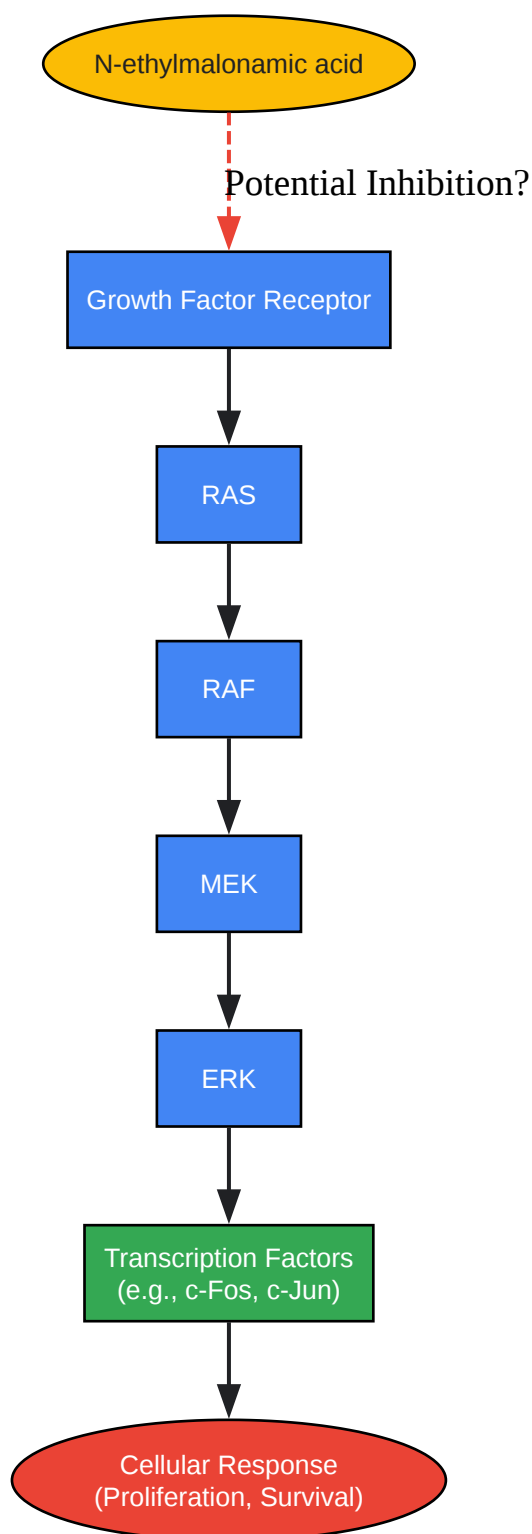 N-ethylmalonamic acid
Potential Inhibition?
Growth Factor Receptor
RAS
RAF
MEK
ERK
Transcription Factors
(e.g., c-Fos, c-Jun)
Cellular Response
(Proliferation, Survival)